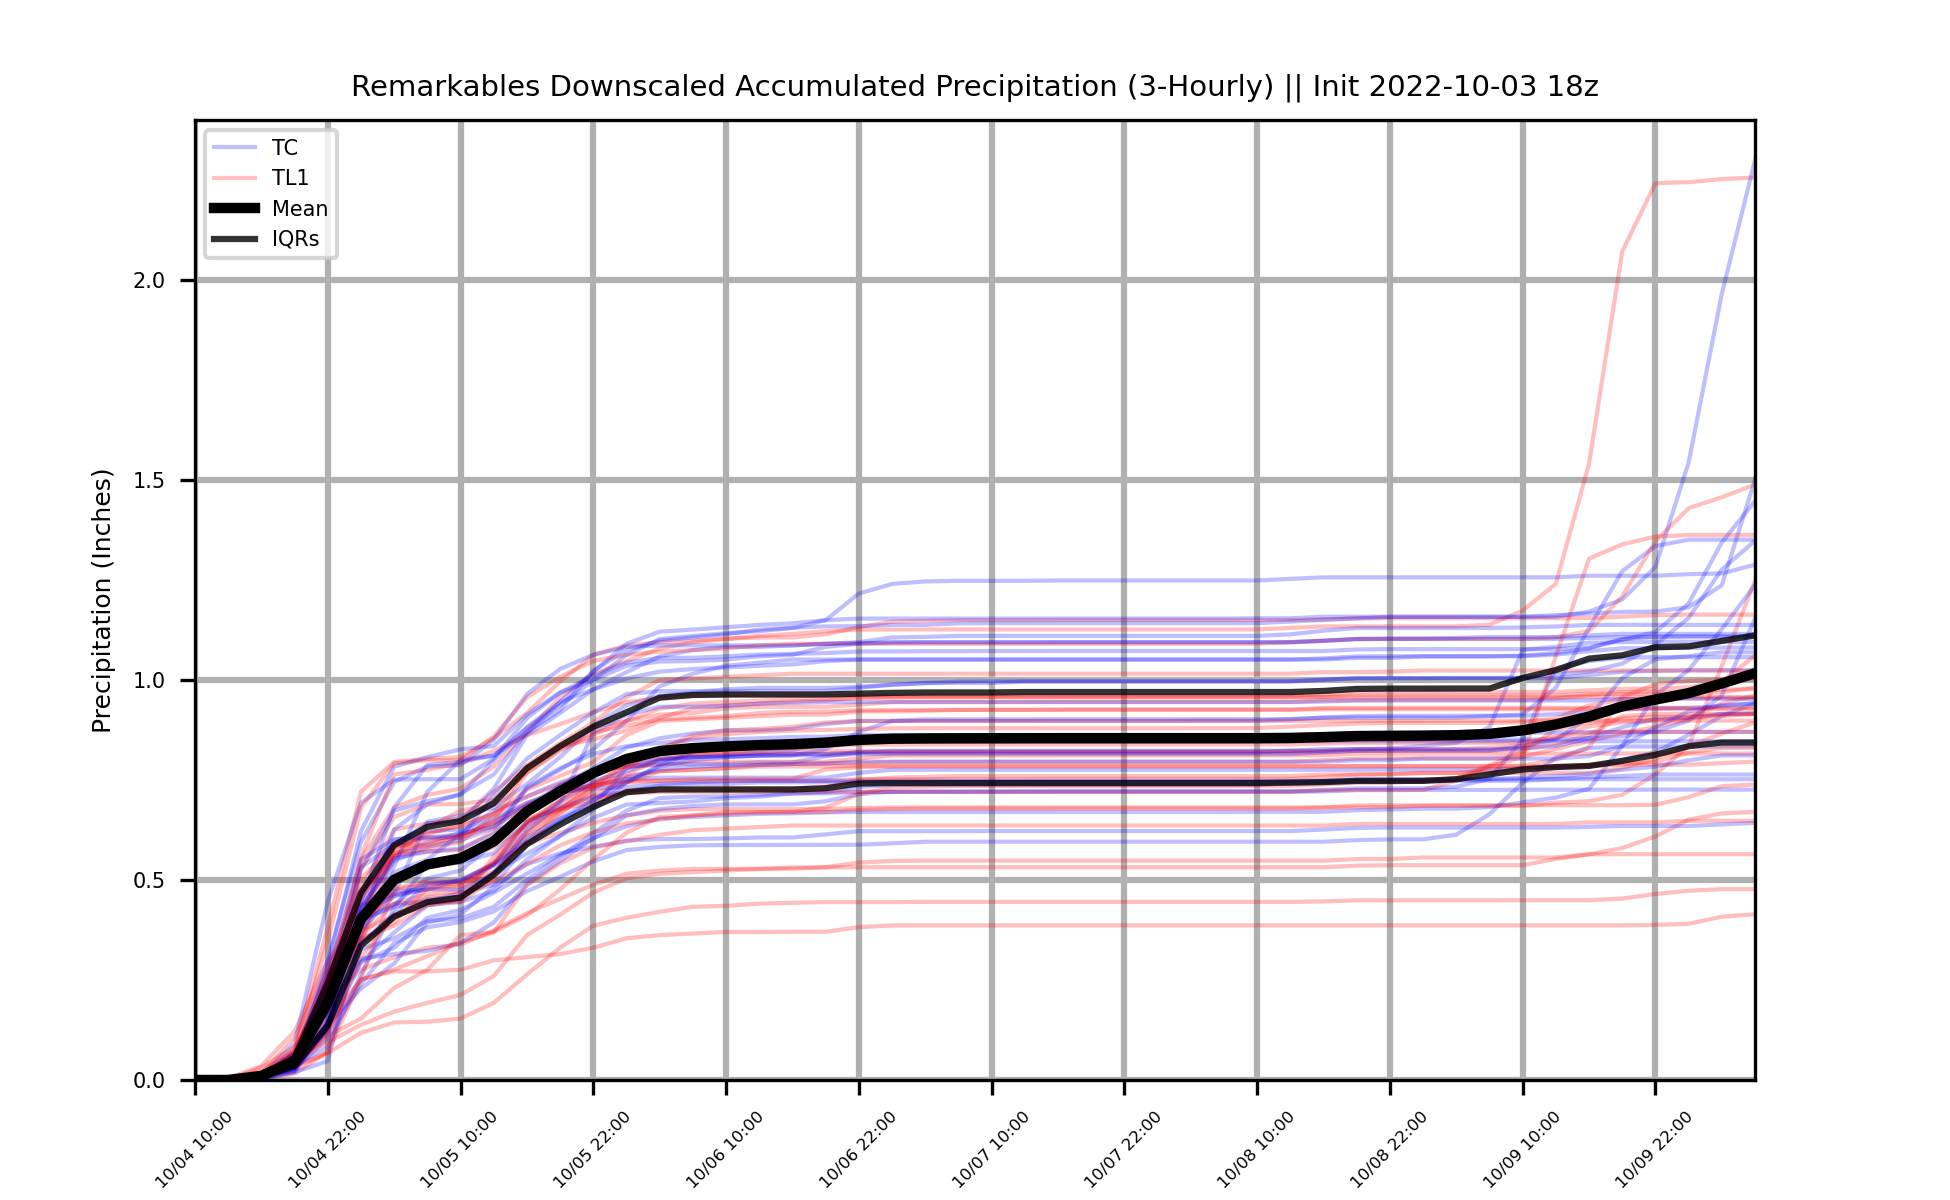 Remarkables Downscaled Accumulated Precipitation (3-Hourly) || Init 2022-10-03 18z
TC
TL1
Mean
IQRs
Precipitation (Inches)
2.0
1.5
1.0
0.5
0.0
10/04 10:00
10/04 22:00
10/05 10:00
10/05 22:00
10/06 10:00
10/06 22:00
10/07 10:00
10/07 22:00
10/08 10:00
10/08 22:00
10/09 10:00
10/09 22:00